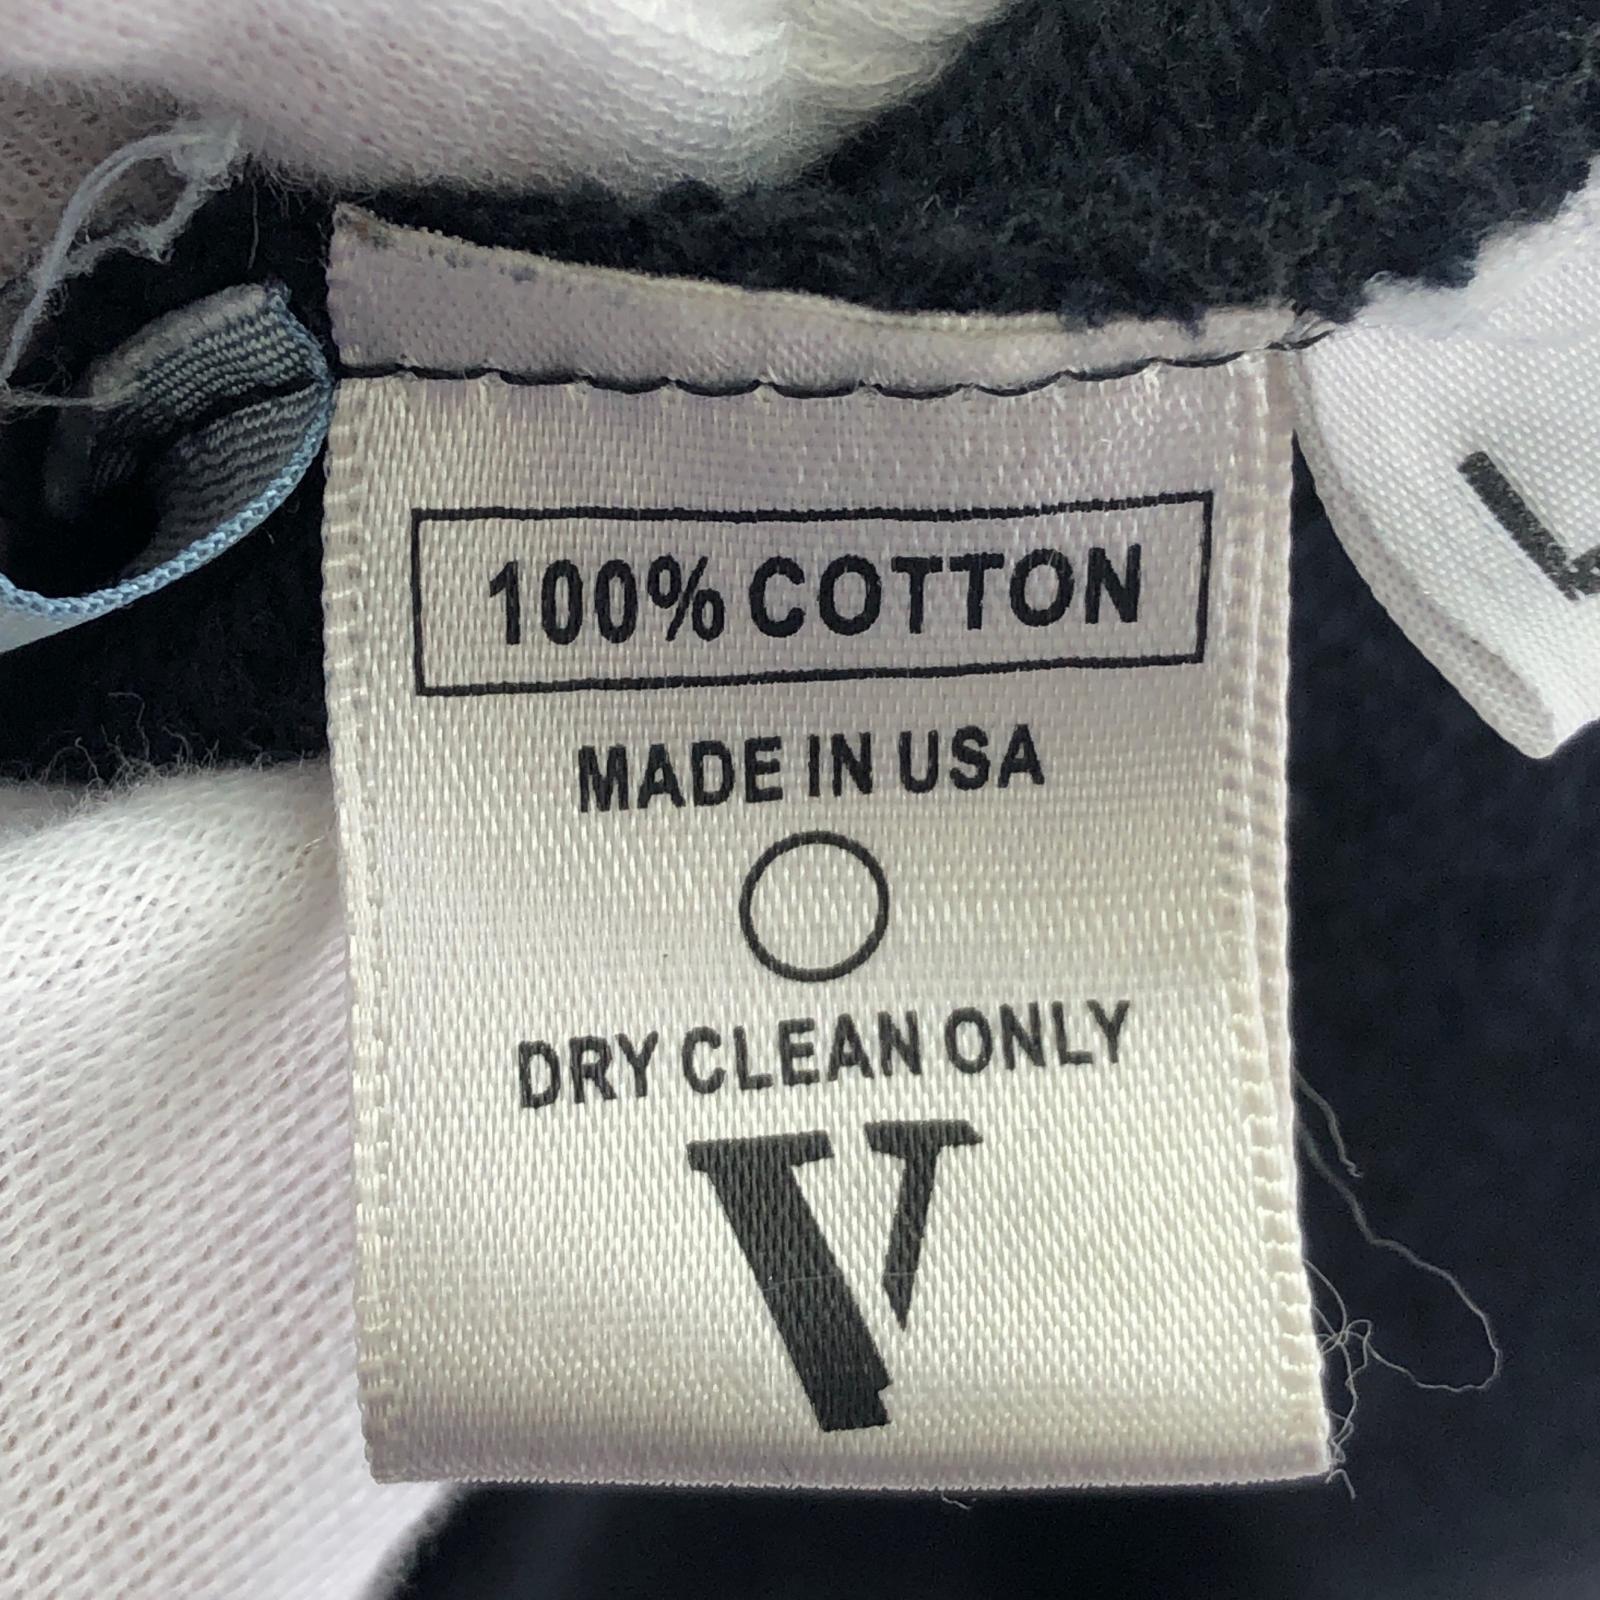 100% COTTON
MADE IN USA
DRY CLEAN ONLY
V
L